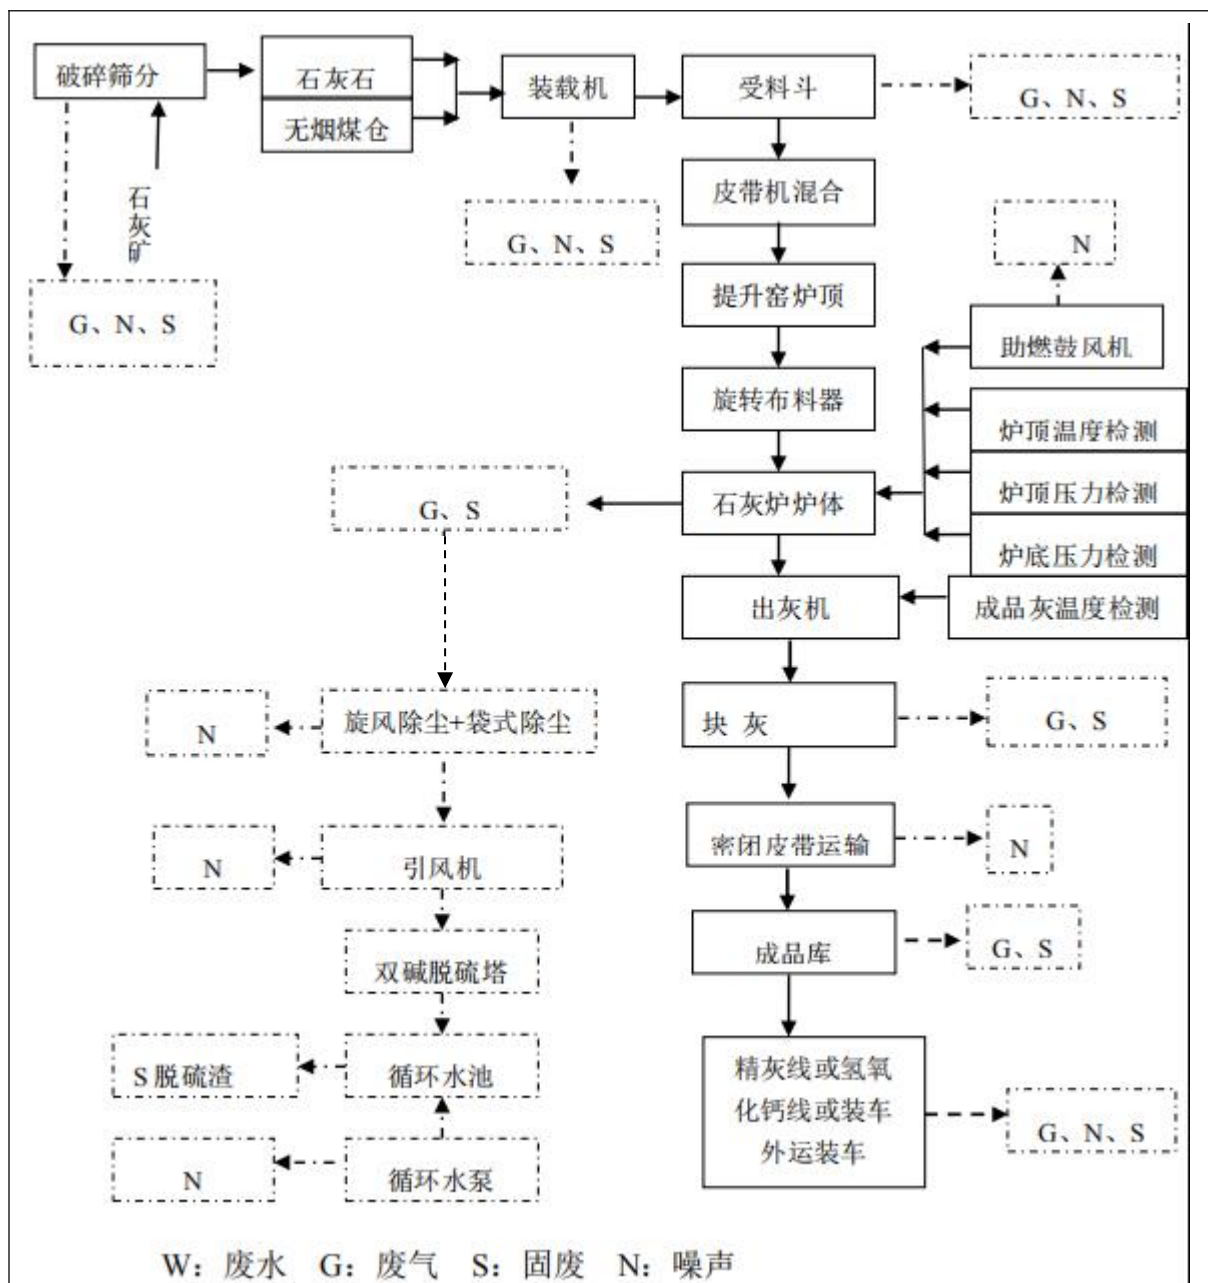 破碎筛分
石灰石
无烟煤仓
装载机
受料斗
G、N、S
石灰矿
G、N、S
G、N、S
皮带机混合
N
提升窑炉顶
助燃鼓风机
旋转布料器
炉顶温度检测
G、S
石灰炉炉体
炉顶压力检测
炉底压力检测
出灰机
成品灰温度检测
N
旋风除尘+袋式除尘
块 灰
G、S
N
引风机
密闭皮带运输
N
双碱脱硫塔
成品库
G、S
S 脱硫渣
循环水池
精灰线或氢氧
化钙线或装车
外运装车
G、N、S
N
循环水泵
W：废水 G：废气 S：固废 N：噪声